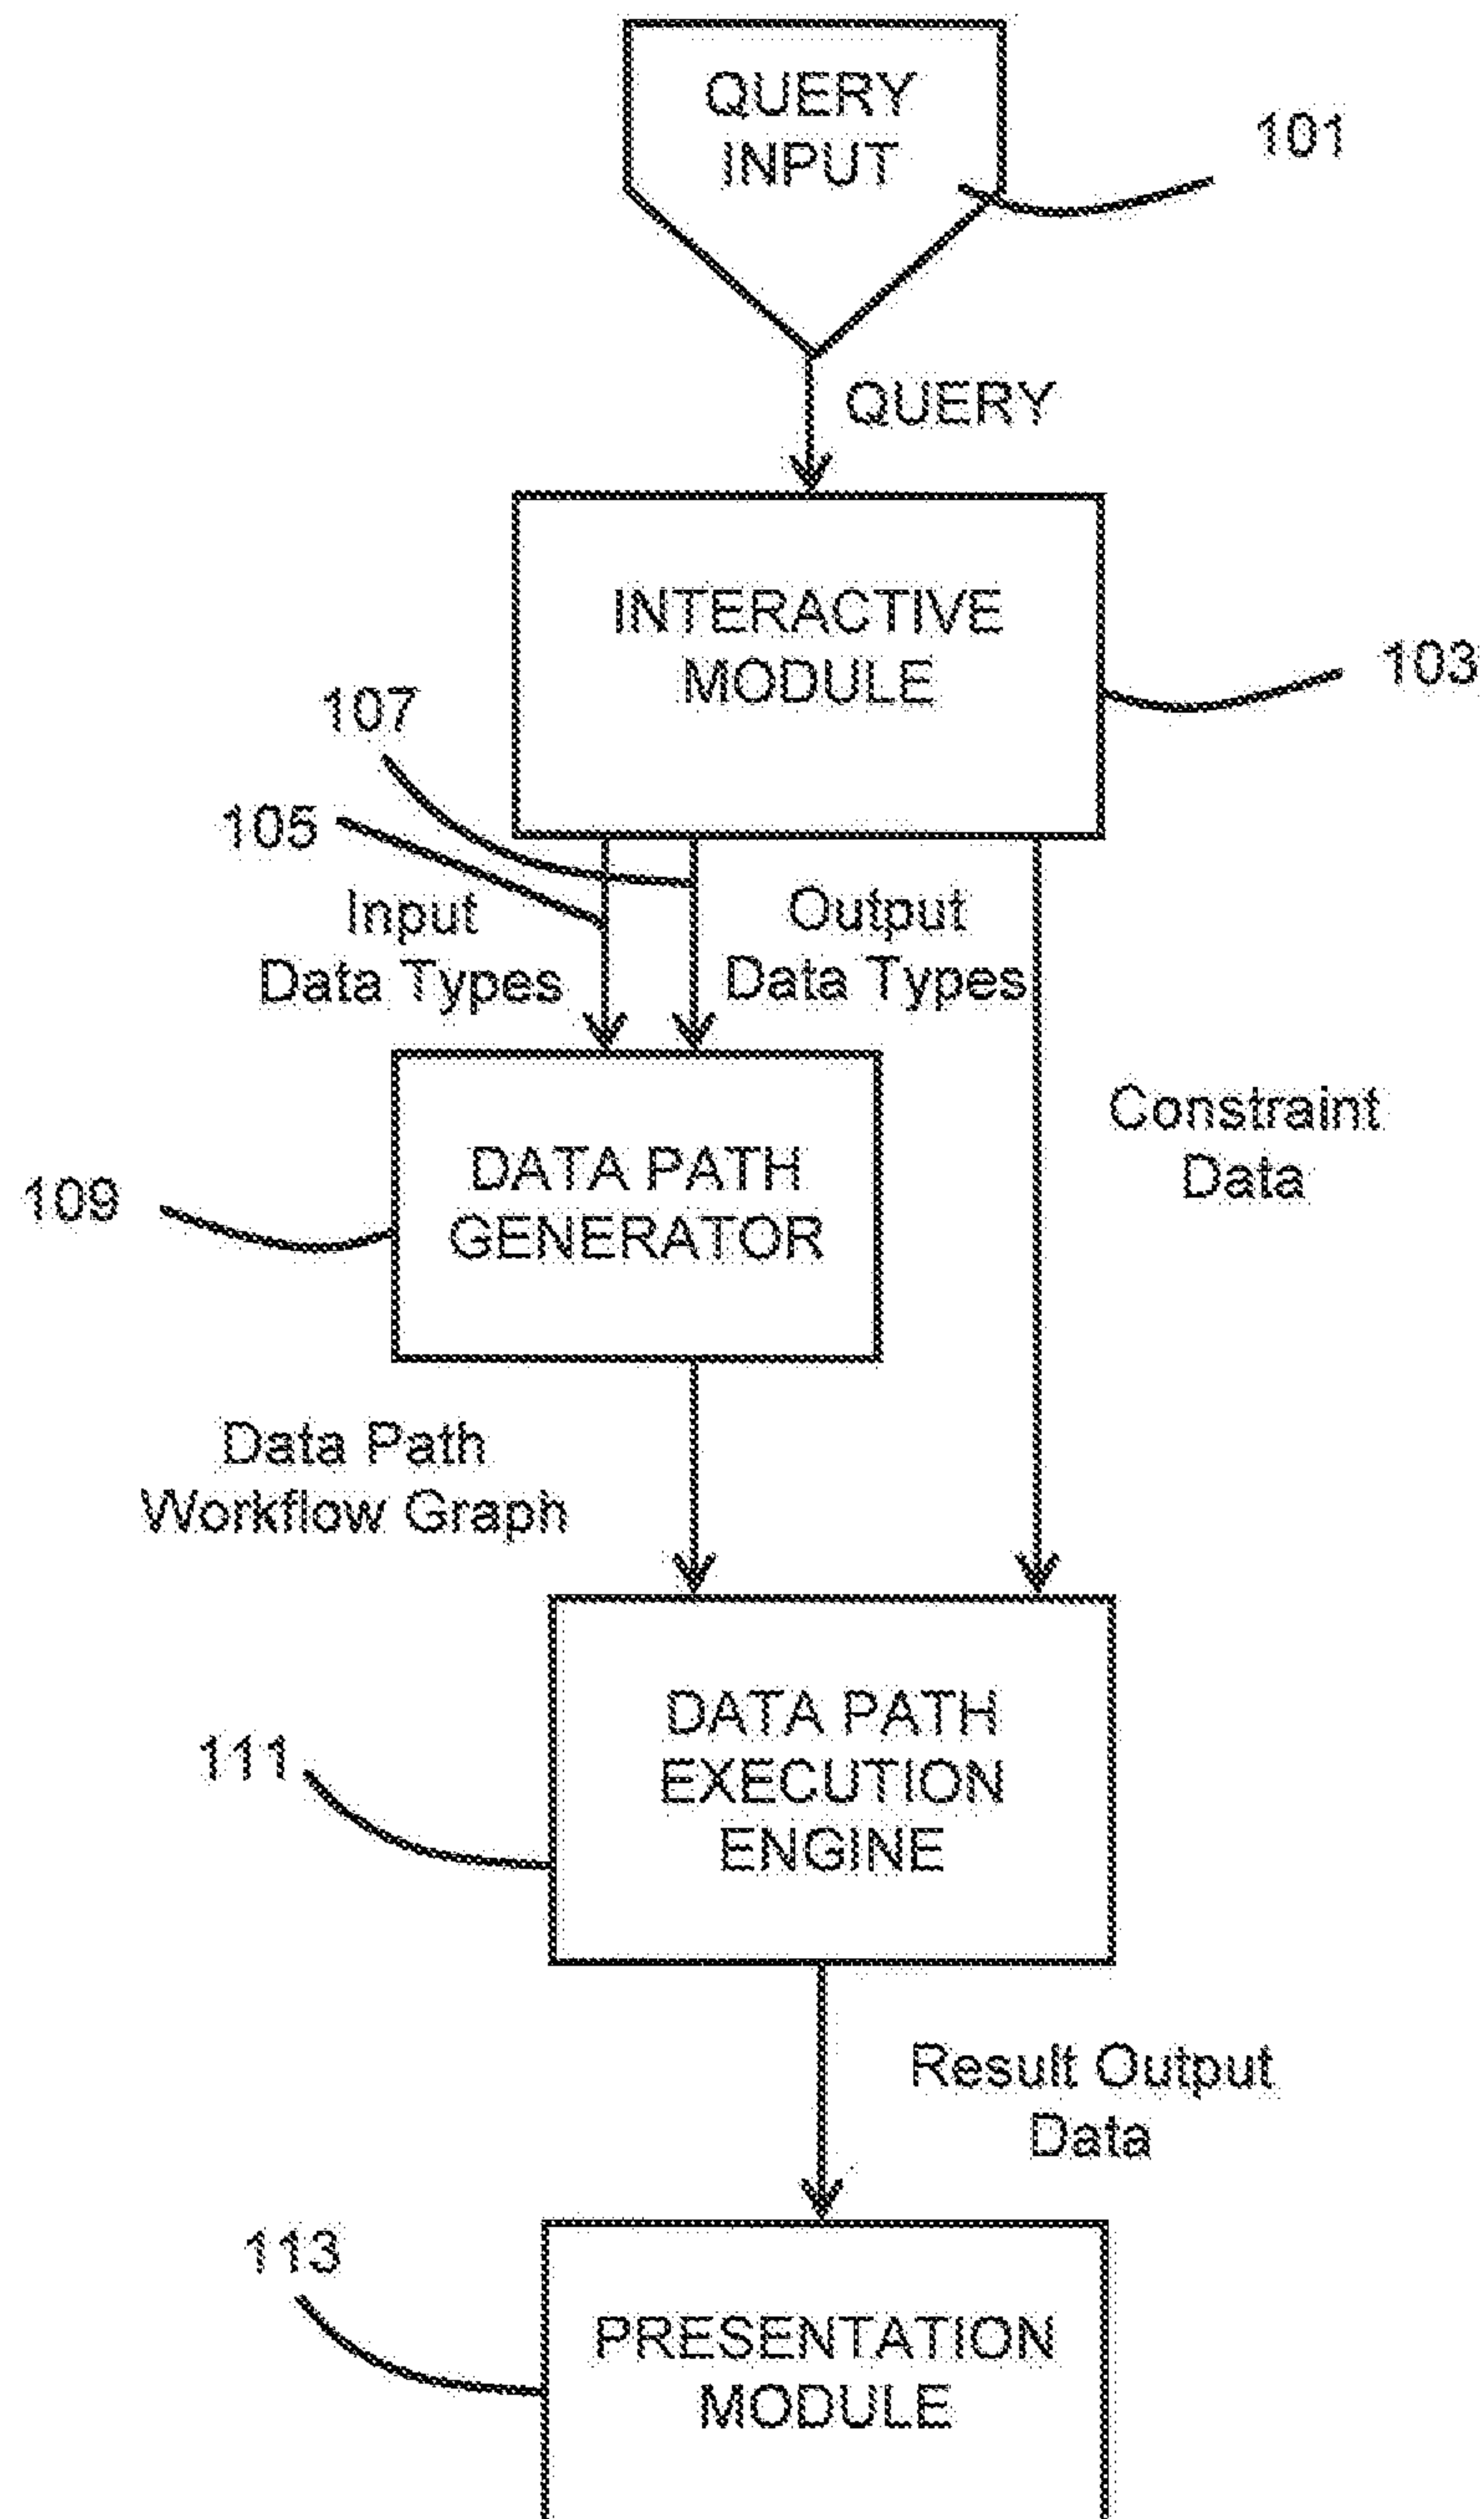 QUERY
INPUT
101
QUERY
INTERACTIVE
MODULE
103
107
105
Input
Data Types
Output
Data Types
Constraint
Data
DATA PATH
GENERATOR
109
Data Path
Workflow Graph
DATA PATH
EXECUTION
ENGINE
111
Result Output
Data
113
PRESENTATION
MODULE